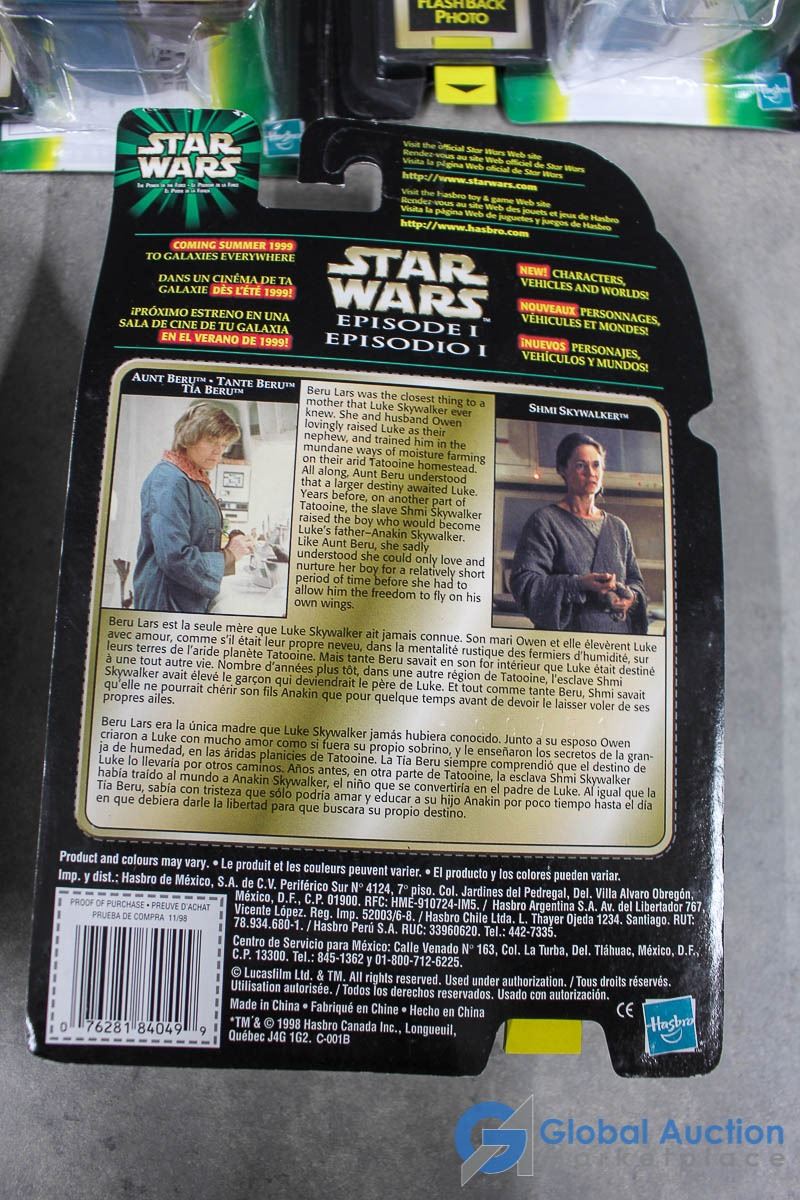 FLASHBACK
PHOTO
Hasbro
STAR
WARS
Visit the official Star Wars Web site
Rendez-vous au site Web officiel de Star Wars
Visita la página Web oficial de Star Wars
http://www.starwars.com
Visit the Hasbro toy & game Web site
Rendez-vous au site Web des jouets et jeux de Hasbro
Visita la página Web de juguetes y juegos de Hasbro
http://www.hasbro.com
COMING SUMMER 1999
TO GALAXIES EVERYWHERE
DANS UN CINÉMA DE TA
GALAXIE DÈS L'ÉTÉ 1999!
¡PRÓXIMO ESTRENO EN UNA
SALA DE CINE DE TU GALAXIA
EN EL VERANO DE 1999!
STAR
WARS™
EPISODE I
EPISODIO I
NEW! CHARACTERS,
VEHICLES AND WORLDS!
NOUVEAUX PERSONNAGES,
VÉHICULES ET MONDES!
¡NUEVOS PERSONAJES,
VEHÍCULOS Y MUNDOS!
AUNT BERU™ • TANTE BERU™
TÍA BERU™
Beru Lars was the closest thing to a
mother that Luke Skywalker ever
knew. She and husband Owen
lovingly raised Luke as their
nephew, and trained him in the
mundane ways of moisture farming
on their arid Tatooine homestead.
All along, Aunt Beru understood
that a larger destiny awaited Luke.
Years before, on another part of
Tatooine, the slave Shmi Skywalker
raised the boy who would become
Luke's father–Anakin Skywalker.
Like Aunt Beru, she sadly
understood she could only love and
nurture her boy for a relatively short
period of time before she had to
allow him the freedom to fly on his
own wings.
SHMI SKYWALKER™
Beru Lars est la seule mère que Luke Skywalker ait jamais connue. Son mari Owen et elle élevèrent Luke
avec amour, comme s'il était leur propre neveu, dans la mentalité rustique des fermiers d'humidité, sur
leurs terres de l'aride planète Tatooine. Mais tante Beru savait en son for intérieur que Luke était destiné
à une tout autre vie. Nombre d'années plus tôt, dans une autre région de Tatooine, l'esclave Shmi
Skywalker avait élevé le garçon qui deviendrait le père de Luke. Et tout comme tante Beru, Shmi savait
qu'elle ne pourrait chérir son fils Anakin que pour quelque temps avant de devoir le laisser voler de ses
propres ailes.
Beru Lars era la única madre que Luke Skywalker jamás hubiera conocido. Junto a su esposo Owen
criaron a Luke con mucho amor como si fuera su propio sobrino, y le enseñaron los secretos de la gran-
ja de humedad, en las áridas planicies de Tatooine. La Tía Beru siempre comprendió que el destino de
Luke lo llevaría por otros caminos. Años antes, en otra parte de Tatooine, la esclava Shmi Skywalker
había traído al mundo a Anakin Skywalker, el niño que se convertiría en el padre de Luke. Al igual que la
Tía Beru, sabía con tristeza que sólo podría amar y educar a su hijo Anakin por poco tiempo hasta el día
en que debiera darle la libertad para que buscara su propio destino.
Product and colours may vary. • Le produit et les couleurs peuvent varier. • El producto y los colores pueden variar.
Imp. y dist.: Hasbro de México, S.A. de C.V. Periférico Sur N° 4124, 7° piso. Col. Jardines del Pedregal, Del. Villa Alvaro Obregón,
México, D.F., C.P. 01900. RFC: HME-910724-IM5. / Hasbro Argentina S.A. Av. del Libertador 767,
Vicente López. Reg. Imp. 52003/6-8. / Hasbro Chile Ltda. L. Thayer Ojeda 1234. Santiago. RUT:
78.934.680-1. / Hasbro Perú S.A. RUC: 33960620. Tel.: 442-7335.
Centro de Servicio para México: Calle Venado N° 163, Col. La Turba, Del. Tláhuac, México, D.F.,
C.P. 13300. Tel.: 845-1362 y 01-800-712-6225.
© Lucasfilm Ltd. & TM. All rights reserved. Used under authorization. / Tous droits réservés.
Utilisation autorisée. / Todos los derechos reservados. Usado con autorización.
Made in China • Fabriqué en Chine • Hecho en China
*TM & © 1998 Hasbro Canada Inc., Longueuil,
Québec J4G 1G2. C-001B
PROOF OF PURCHASE • PREUVE D'ACHAT
PRUEBA DE COMPRA 11/98
0 76281 84049 9
CE
Hasbro
Global Auction
Marketplace